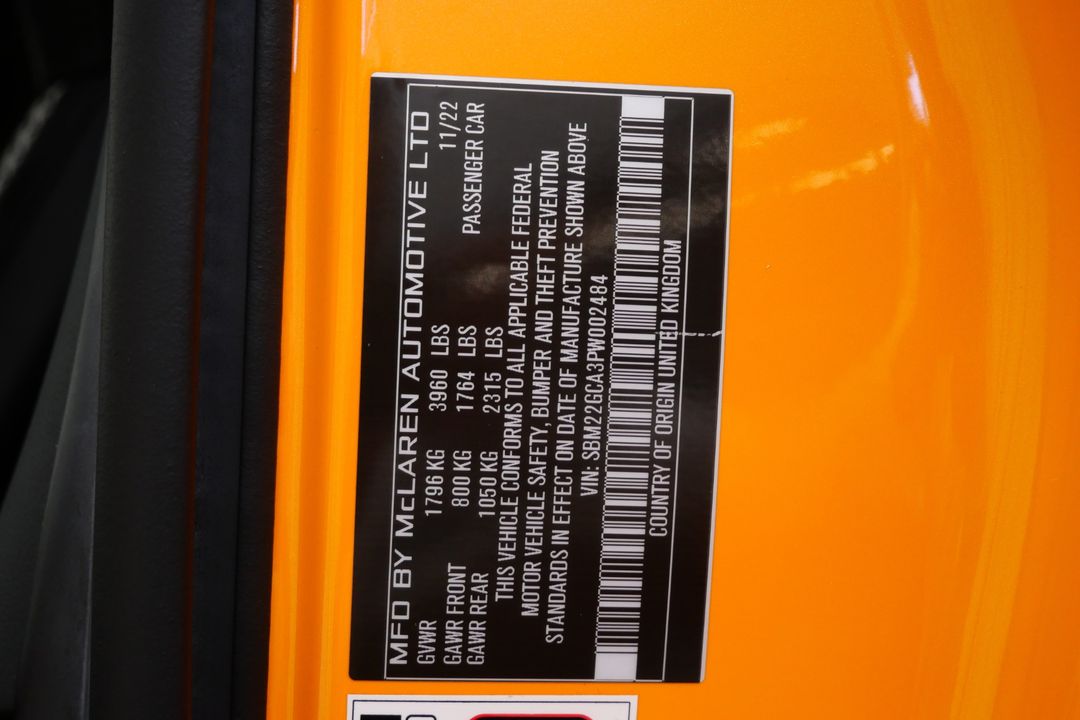 MFD BY McLAREN AUTOMOTIVE LTD
GVWR 1796 KG 3960 LBS 11/22
GAWR FRONT 800 KG 1764 LBS PASSENGER CAR
GAWR REAR 1050 KG 2315 LBS
THIS VEHICLE CONFORMS TO ALL APPLICABLE FEDERAL
MOTOR VEHICLE SAFETY, BUMPER AND THEFT PREVENTION
STANDARDS IN EFFECT ON DATE OF MANUFACTURE SHOWN ABOVE
VIN: SBM22GCA3PW002484
COUNTRY OF ORIGIN UNITED KINGDOM